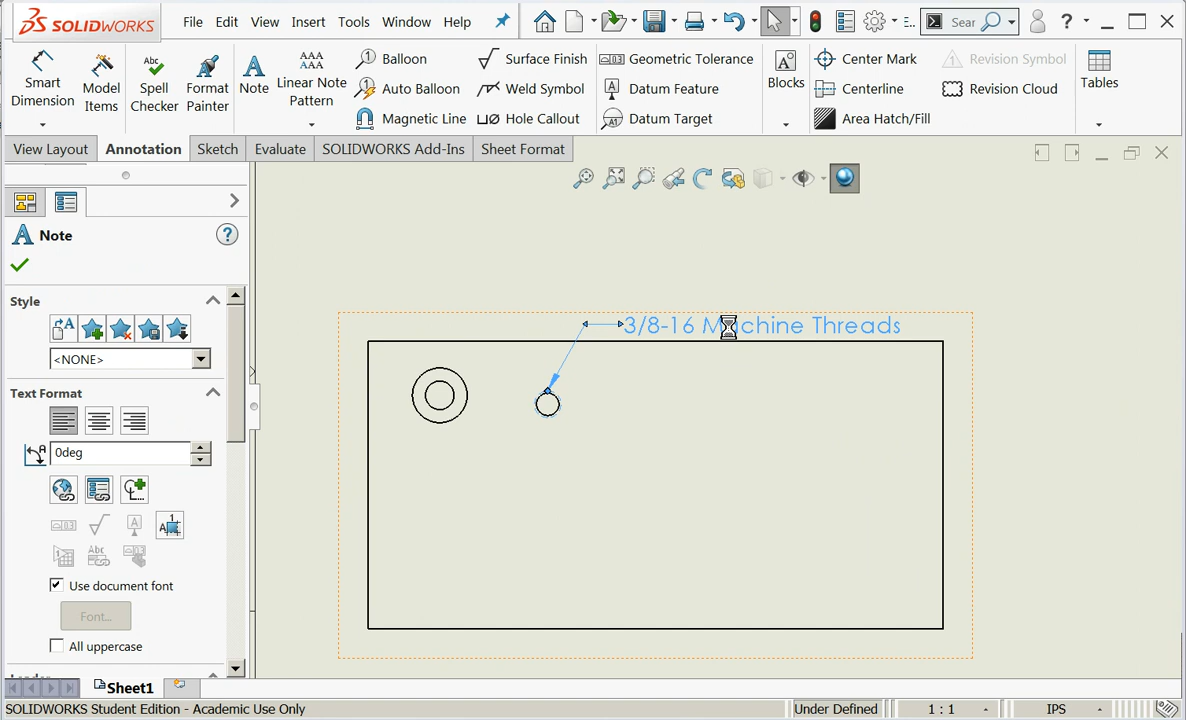 SOLIDWORKS File Edit View Insert Tools Window Help Sear ?
Smart Dimension
Model Items
Abc
Spell Checker
Format Painter
Note
AAA
AAA
Linear Note Pattern
Balloon
Auto Balloon
Magnetic Line
Surface Finish
Weld Symbol
Hole Callout
Geometric Tolerance
Datum Feature
Datum Target
Blocks
Center Mark
Centerline
Area Hatch/Fill
Revision Symbol
Revision Cloud
Tables
View Layout Annotation Sketch Evaluate SOLIDWORKS Add-Ins Sheet Format
Note ?
Style
<NONE>
Text Format
0deg
Use document font
Font...
All uppercase
3/8-16 Machine Threads
Sheet1
SOLIDWORKS Student Edition - Academic Use Only Under Defined 1 : 1 IPS